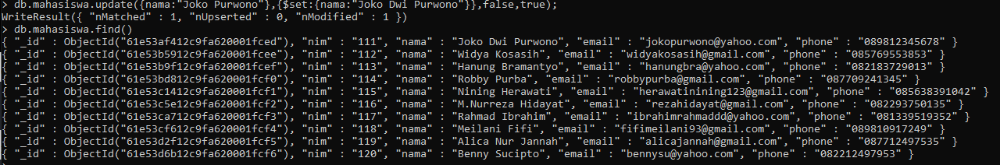 > db.mahasiswa.update({nama:"Joko Purwono"},{$set:{nama:"Joko Dwi Purwono"}},false,true);
WriteResult({ "nMatched" : 1, "nUpserted" : 0, "nModified" : 1 })
> db.mahasiswa.find()
{ "_id" : ObjectId("61e53af412c9fa620001fced"), "nim" : "111", "nama" : "Joko Dwi Purwono", "email" : "jokopurwono@yahoo.com", "phone" : "089812345678" }
{ "_id" : ObjectId("61e53b5912c9fa620001fcee"), "nim" : "112", "nama" : "Widya Kosasih", "email" : "widyakosasih@gmail.com", "phone" : "085769553853" }
{ "_id" : ObjectId("61e53b9f12c9fa620001fcef"), "nim" : "113", "nama" : "Hanung Bramantyo", "email" : "hanungbra@yahoo.com", "phone" : "082183729013" }
{ "_id" : ObjectId("61e53bd812c9fa620001fcf0"), "nim" : "114", "nama" : "Robby Purba", "email" : "robbypurba@gmail.com", "phone" : "087709241345" }
{ "_id" : ObjectId("61e53c1412c9fa620001fcf1"), "nim" : "115", "nama" : "Nining Herawati", "email" : "herawatinining123@gmail.com", "phone" : "085638391042" }
{ "_id" : ObjectId("61e53c5e12c9fa620001fcf2"), "nim" : "116", "nama" : "M.Nurreza Hidayat", "email" : "rezahidayat@gmail.com", "phone" : "082293750135" }
{ "_id" : ObjectId("61e53ca712c9fa620001fcf3"), "nim" : "117", "nama" : "Rahmad Ibrahim", "email" : "ibrahimrahmaddd@yahoo.com", "phone" : "081339519352" }
{ "_id" : ObjectId("61e53cf612c9fa620001fcf4"), "nim" : "118", "nama" : "Meilani Fifi", "email" : "fifimeilani93@gmail.com", "phone" : "089810917249" }
{ "_id" : ObjectId("61e53d2f12c9fa620001fcf5"), "nim" : "119", "nama" : "Alica Nur Jannah", "email" : "alicajannah@gmail.com", "phone" : "087712497535" }
{ "_id" : ObjectId("61e53d6b12c9fa620001fcf6"), "nim" : "120", "nama" : "Benny Sucipto", "email" : "bennysu@yahoo.com", "phone" : "082212497953" }